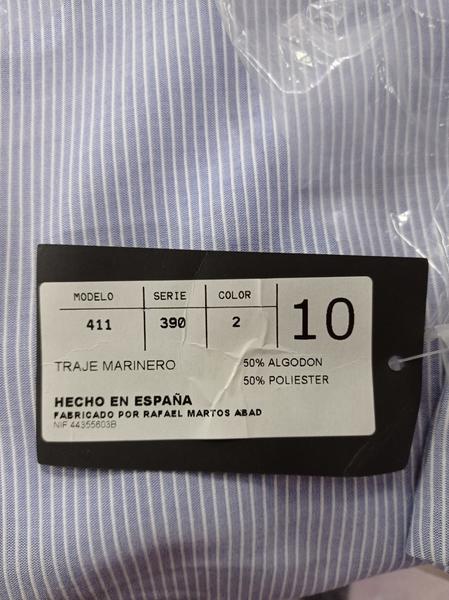 MODELO SERIE COLOR
411 390 2 10
TRAJE MARINERO 50% ALGODON
50% POLIESTER
HECHO EN ESPAÑA
FABRICADO POR RAFAEL MARTOS ABAD
NIF 44355603B